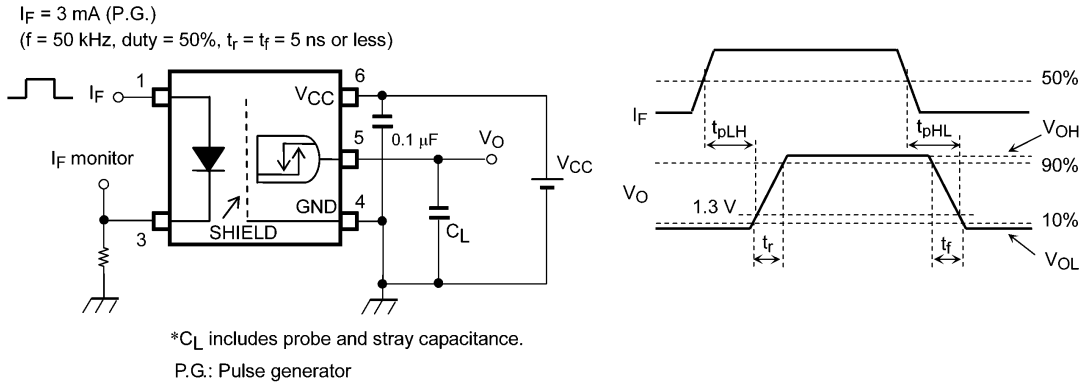 IF = 3 mA (P.G.)
(f = 50 kHz, duty = 50%, tr = tf = 5 ns or less)
1
IF
6
VCC
0.1 μF
5
VO
VCC
IF monitor
GND
4
3
SHIELD
CL
*CL includes probe and stray capacitance.
P.G.: Pulse generator
50%
IF
tpLH
tpHL
VOH
90%
VO
1.3 V
10%
tr
tf
VOL